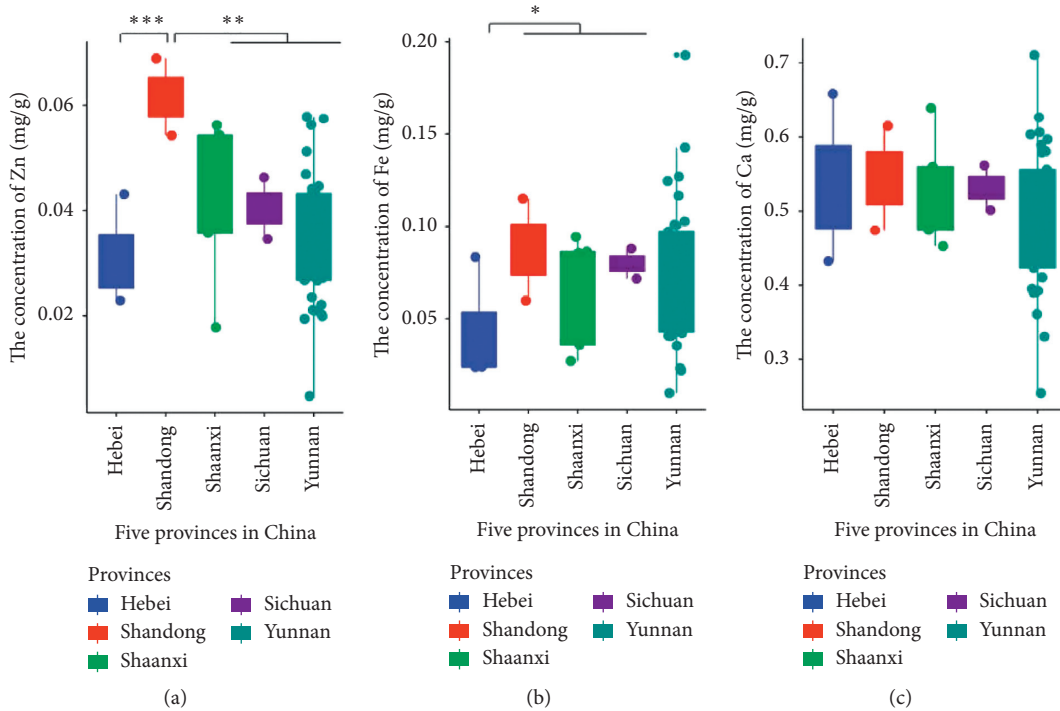 ***
**
The concentration of Zn (mg/g)
0.06
0.04
0.02
Hebei
Shandong
Shaanxi
Sichuan
Yunnan
Five provinces in China
Provinces
Hebei
Sichuan
Shandong
Yunnan
Shaanxi
(a)
*
The concentration of Fe (mg/g)
0.20
0.15
0.10
0.05
Hebei
Shandong
Shaanxi
Sichuan
Yunnan
Five provinces in China
Provinces
Hebei
Sichuan
Shandong
Yunnan
Shaanxi
(b)
The concentration of Ca (mg/g)
0.7
0.6
0.5
0.4
0.3
Hebei
Shandong
Shaanxi
Sichuan
Yunnan
Five provinces in China
Provinces
Hebei
Sichuan
Shandong
Yunnan
Shaanxi
(c)